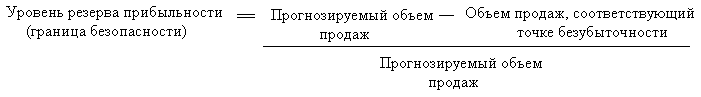 Уровень резерва прибыльности = Прогнозируемый объем — Объем продаж, соответствующий
(граница безопасности) продаж точке безубыточности
Прогнозируемый объем
продаж